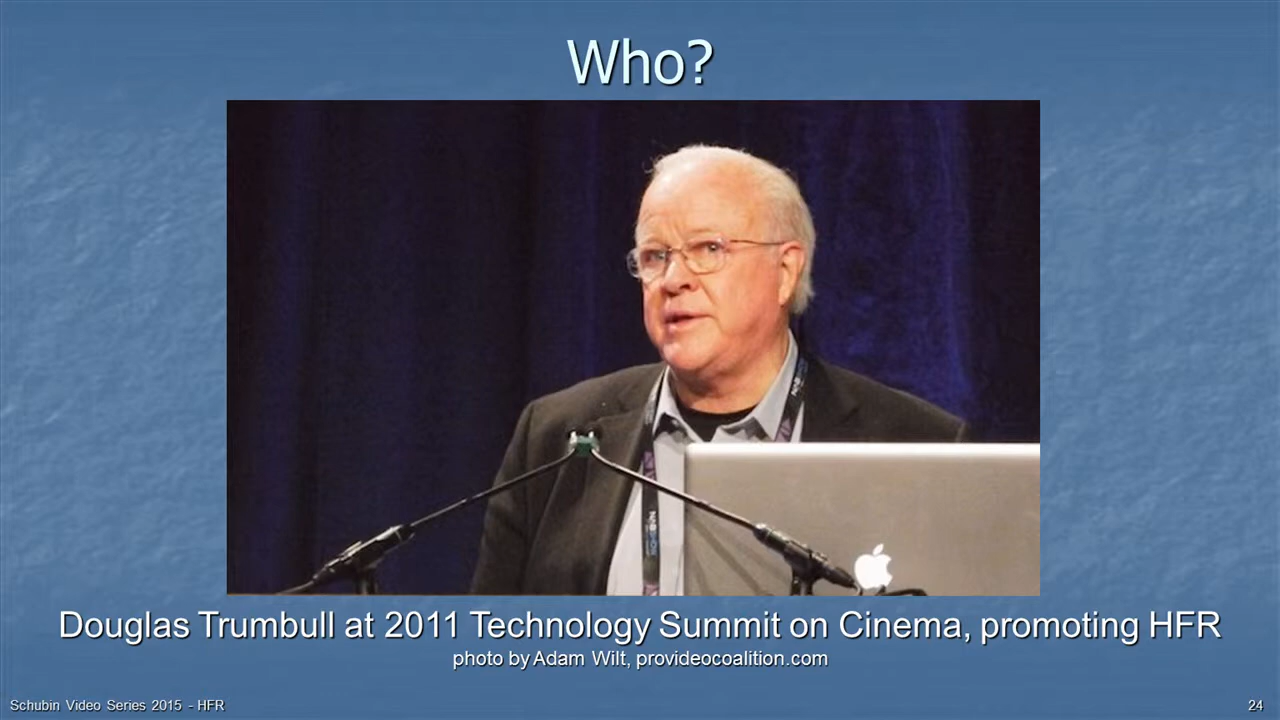 Who?
Douglas Trumbull at 2011 Technology Summit on Cinema, promoting HFR
photo by Adam Wilt, provideocoalition.com
Schubin Video Series 2015 - HFR
24